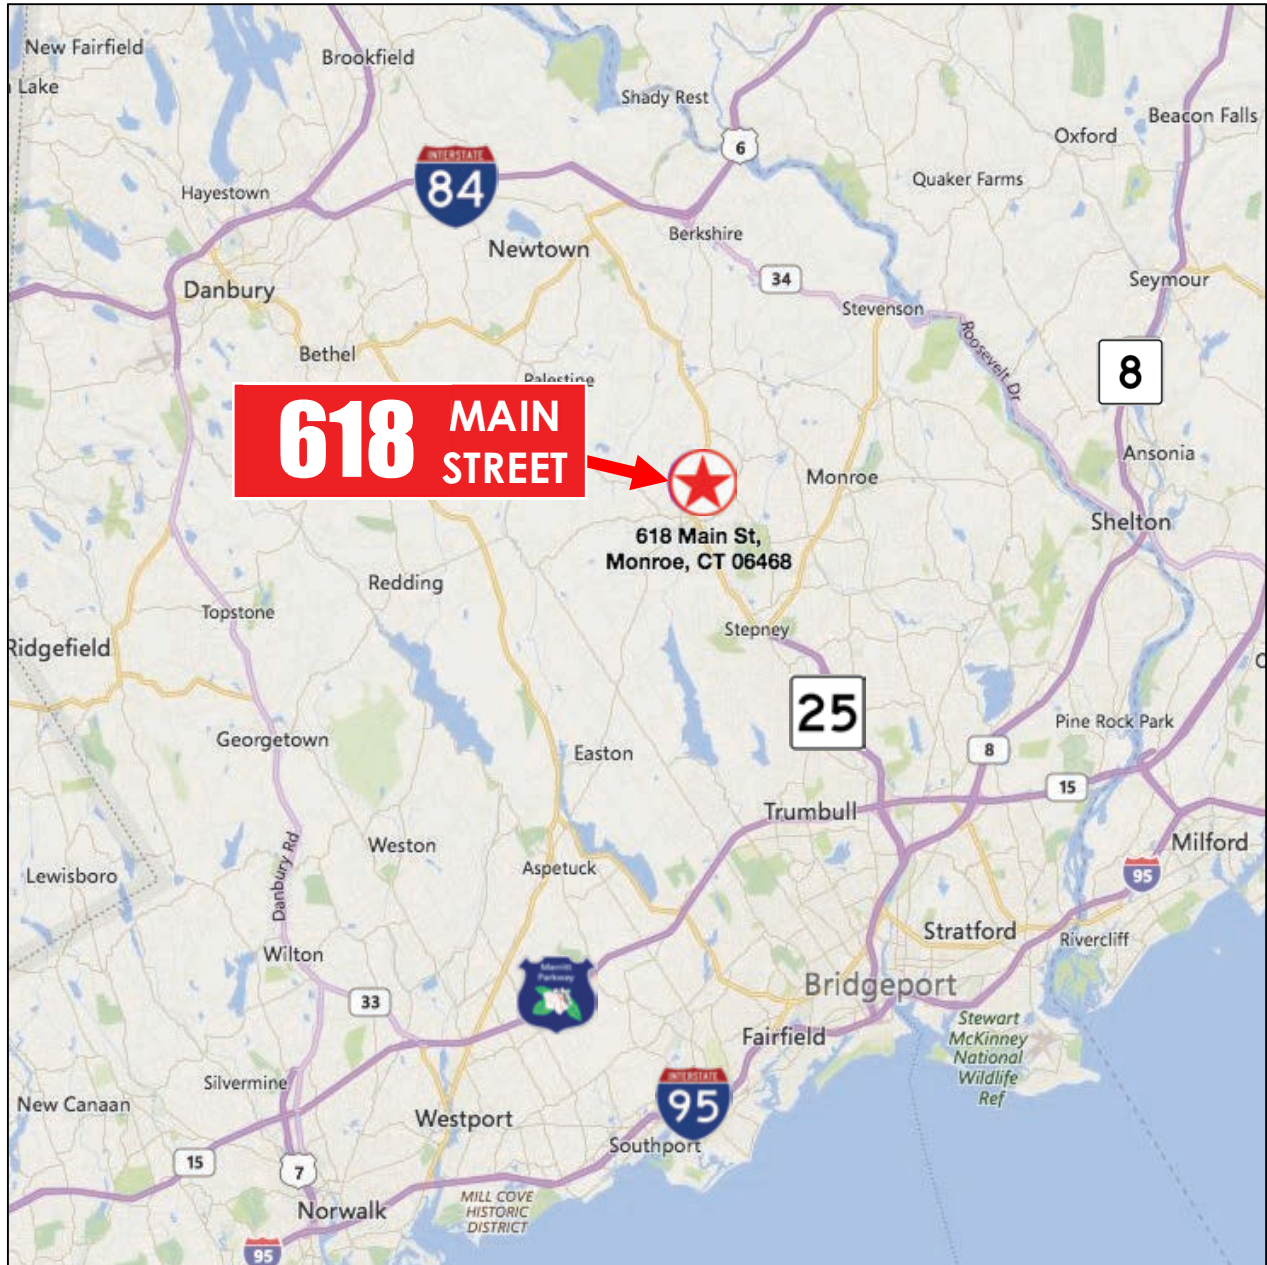 New Fairfield
Brookfield
Lake
Shady Rest
Beacon Falls
Oxford
6
INTERSTATE
84
Hayestown
Quaker Farms
Newtown
Berkshire
34
Seymour
Danbury
Stevenson
Bethel
Roosevelt Dr
8
Palestine
618 MAIN
STREET
Ansonia
Monroe
Shelton
618 Main St,
Monroe, CT 06468
Redding
Topstone
Stepney
Ridgefield
25
Pine Rock Park
Georgetown
Easton
8
15
Trumbull
Danbury Rd
Weston
Milford
Aspetuck
95
Lewisboro
Stratford
Rivercliff
Wilton
Merritt
Parkway
Bridgeport
33
Stewart
McKinney
National
Wildlife
Ref
Fairfield
Silvermine
INTERSTATE
95
New Canaan
Westport
Southport
15
7
MILL COVE
HISTORIC
DISTRICT
Norwalk
95